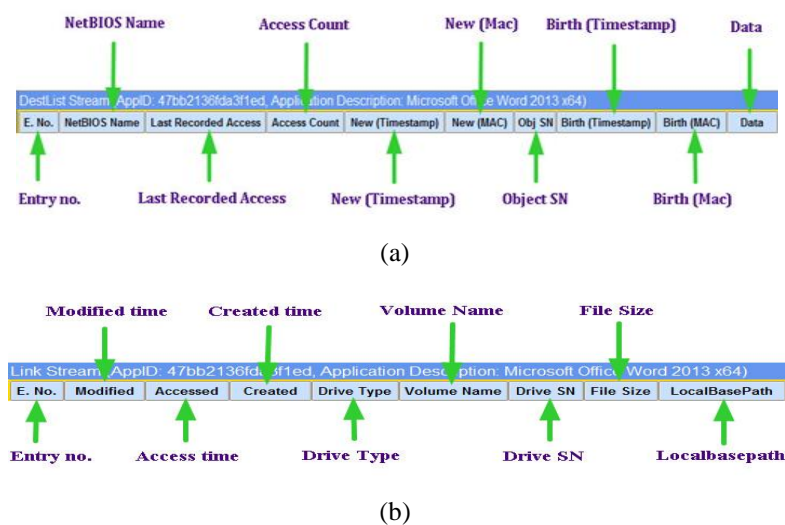 NetBIOS Name Access Count New (Mac) Birth (Timestamp) Data
DestList Stream (AppID: 47bb2136fda3f1ed, Application Description: Microsoft Office Word 2013 x64)
E. No. NetBIOS Name Last Recorded Access Access Count New (Timestamp) New (MAC) Obj SN Birth (Timestamp) Birth (MAC) Data
Entry no. Last Recorded Access New (Timestamp) Object SN Birth (Mac)
(a)
Modified time Created time Volume Name File Size
Link Stream (AppID: 47bb2136fda3f1ed, Application Description: Microsoft Office Word 2013 x64)
E. No. Modified Accessed Created Drive Type Volume Name Drive SN File Size LocalBasePath
Entry no. Access time Drive Type Drive SN Localbasepath
(b)